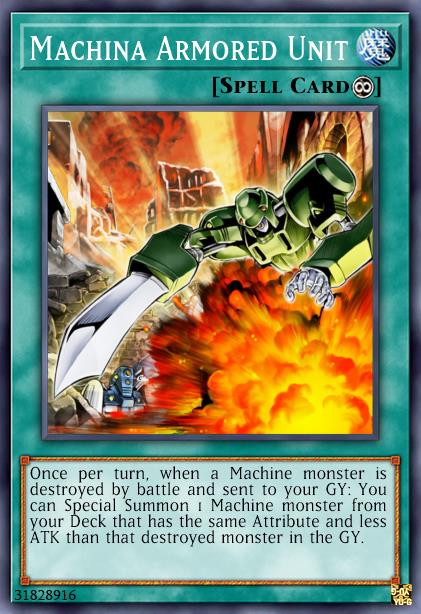 Machina Armored Unit 魔
[Spell Card]
Once per turn, when a Machine monster is
destroyed by battle and sent to your GY: You
can Special Summon 1 Machine monster from
your Deck that has the same Attribute and less
ATK than that destroyed monster in the GY.
31828916